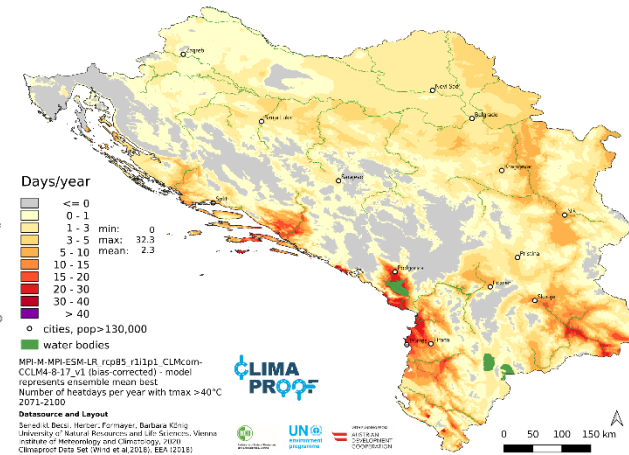 Zagreb
Novi Sad
Banja Luka
Belgrade
Kragujevac
Sarajevo
Split
Nis
Pristina
Podgorica
Skopje
Tirana
Days/year
<= 0
0 - 1
1 - 3
3 - 5
5 - 10
10 - 15
15 - 20
20 - 30
30 - 40
> 40
min: 0
max: 32.3
mean: 2.3
cities, pop>130,000
water bodies
MPI-M-MPI-ESM-LR_rcp85_r1i1p1_CLMcom-
CCLM4-8-17_v1 (bias-corrected) - model
represents ensemble mean best
Number of heatdays per year with tmax >40°C
2071-2100
Datasource and Layout
Benedikt Becsi, Herbert Formayer, Barbara König
University of Natural Resources and Life Sciences, Vienna
Institute of Meteorology and Climatology, 2020
Climaproof Data Set (Wind et al,2018), EEA (2018)
CLIMA
PROOF
UN
environment
programme
AUSTRIAN
DEVELOPMENT
COOPERATION
0 50 100 150 km